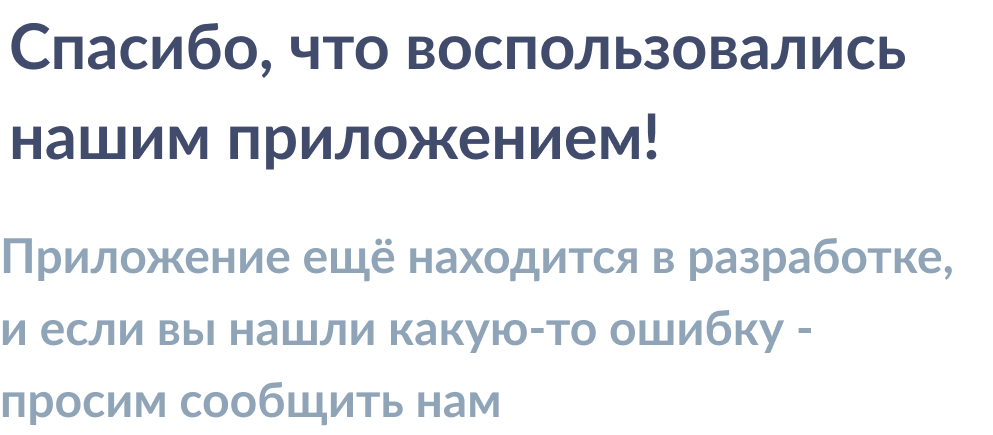 Спасибо, что воспользовались
нашим приложением!
Приложение ещё находится в разработке,
и если вы нашли какую-то ошибку -
просим сообщить нам